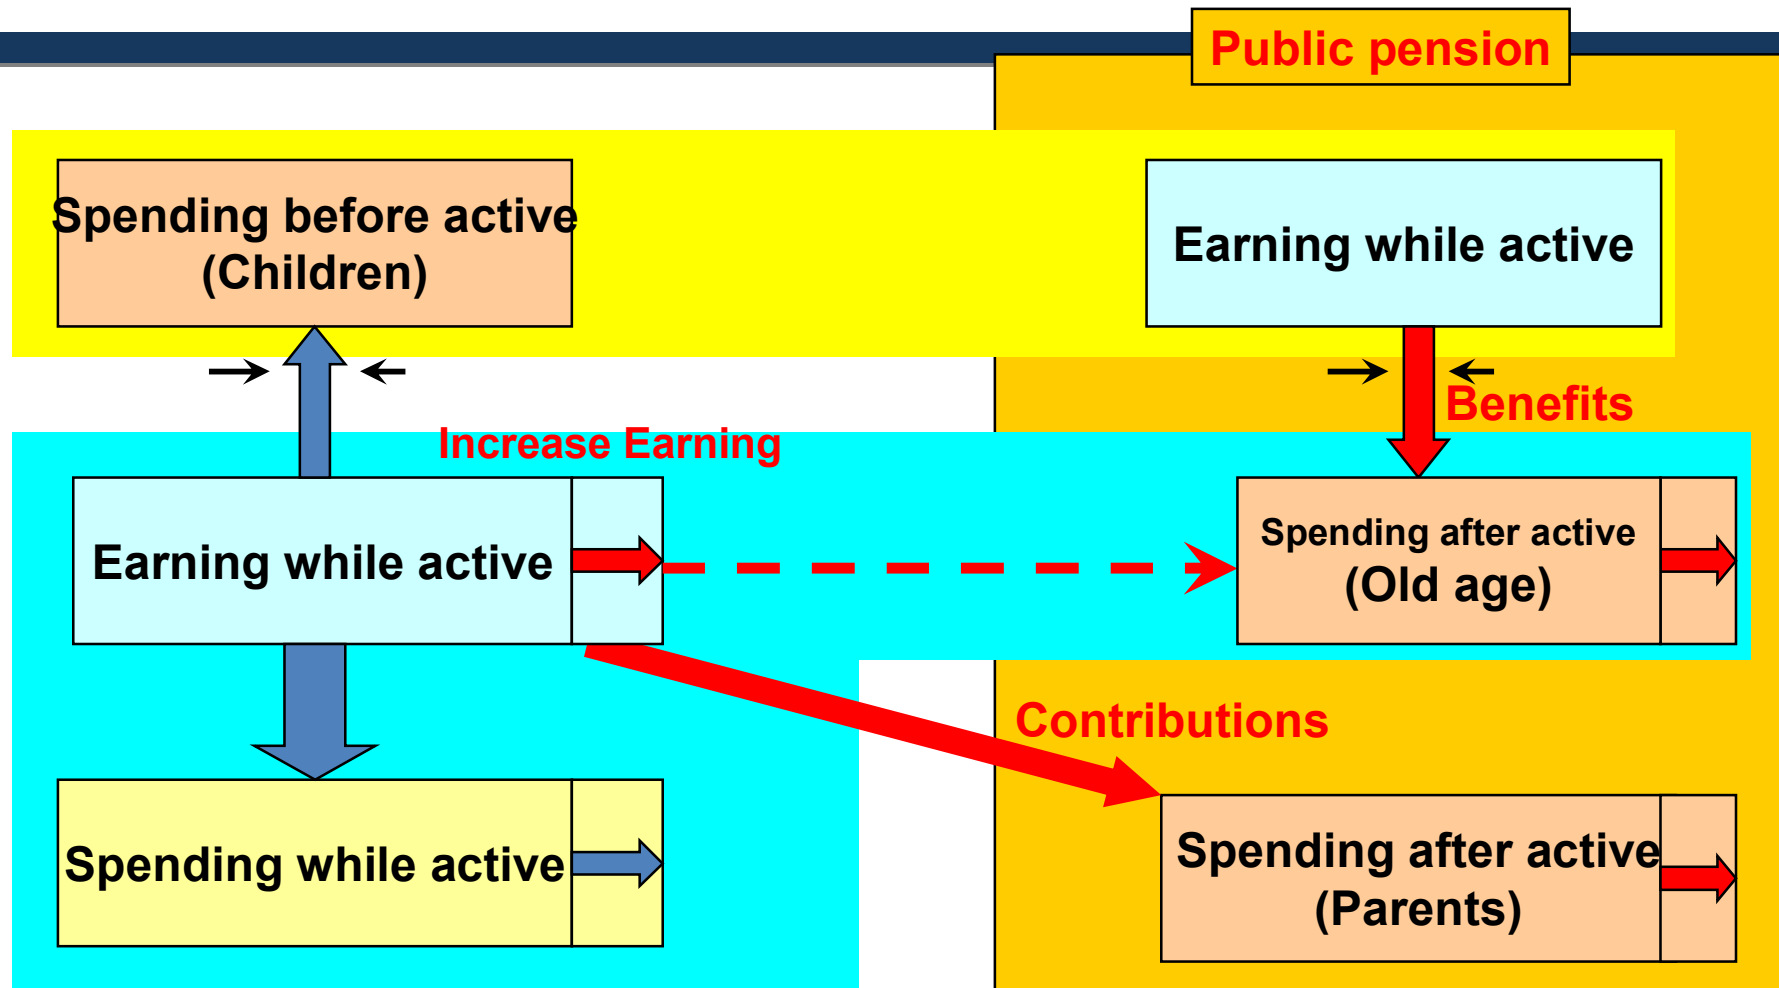 Public pension
Spending before active
(Children)
Earning while active
Benefits
Increase Earning
Earning while active
Spending after active
(Old age)
Contributions
Spending while active
Spending after active
(Parents)